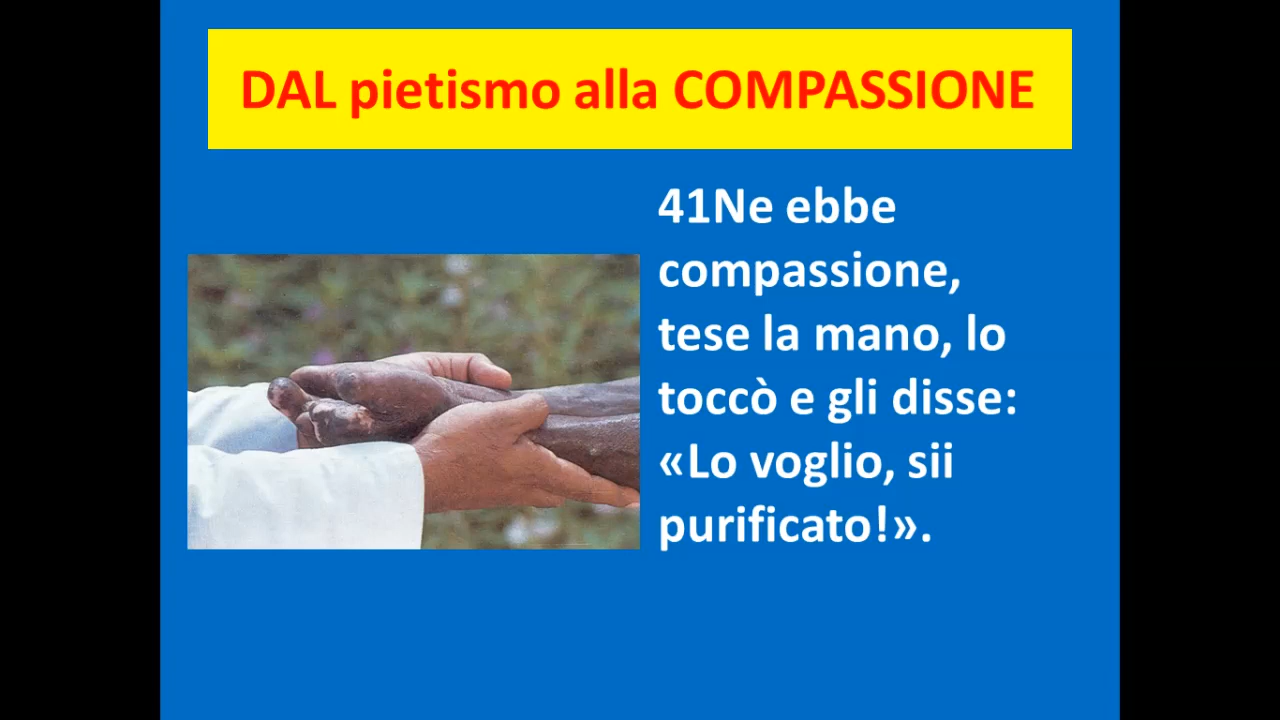 DAL pietismo alla COMPASSIONE
41Ne ebbe
compassione,
tese la mano, lo
toccò e gli disse:
«Lo voglio, sii
purificato!».